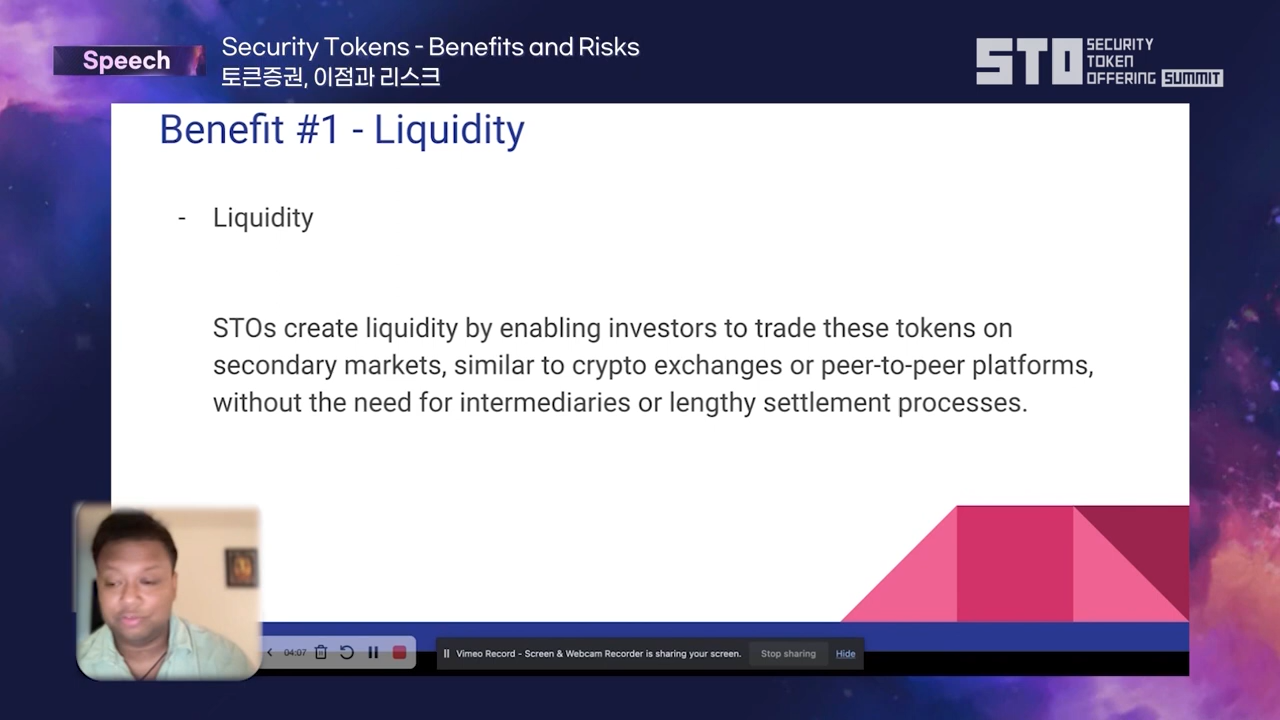 Speech
Security Tokens - Benefits and Risks
토큰증권, 이점과 리스크
STO SECURITY
TOKEN
OFFERING SUMMIT
Benefit #1 - Liquidity
- Liquidity
STOs create liquidity by enabling investors to trade these tokens on
secondary markets, similar to crypto exchanges or peer-to-peer platforms,
without the need for intermediaries or lengthy settlement processes.
04:07
Vimeo Record - Screen & Webcam Recorder is sharing your screen.
Stop sharing
Hide